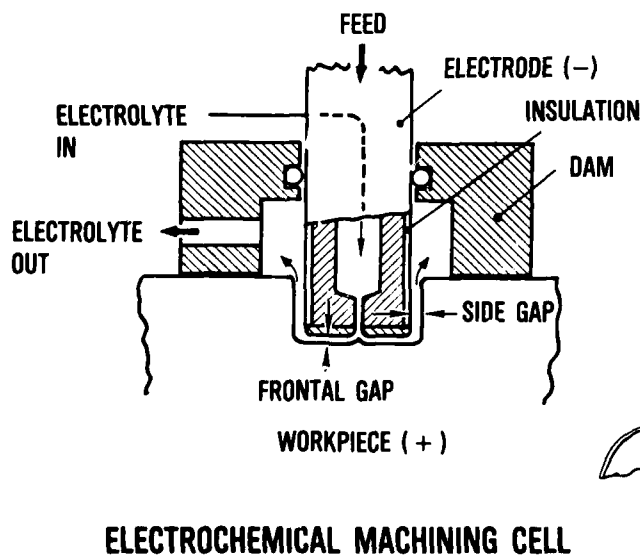 FEED
ELECTRODE (-)
ELECTROLYTE
IN
INSULATION
DAM
ELECTROLYTE
OUT
SIDE GAP
FRONTAL GAP
WORKPIECE (+)
ELECTROCHEMICAL MACHINING CELL